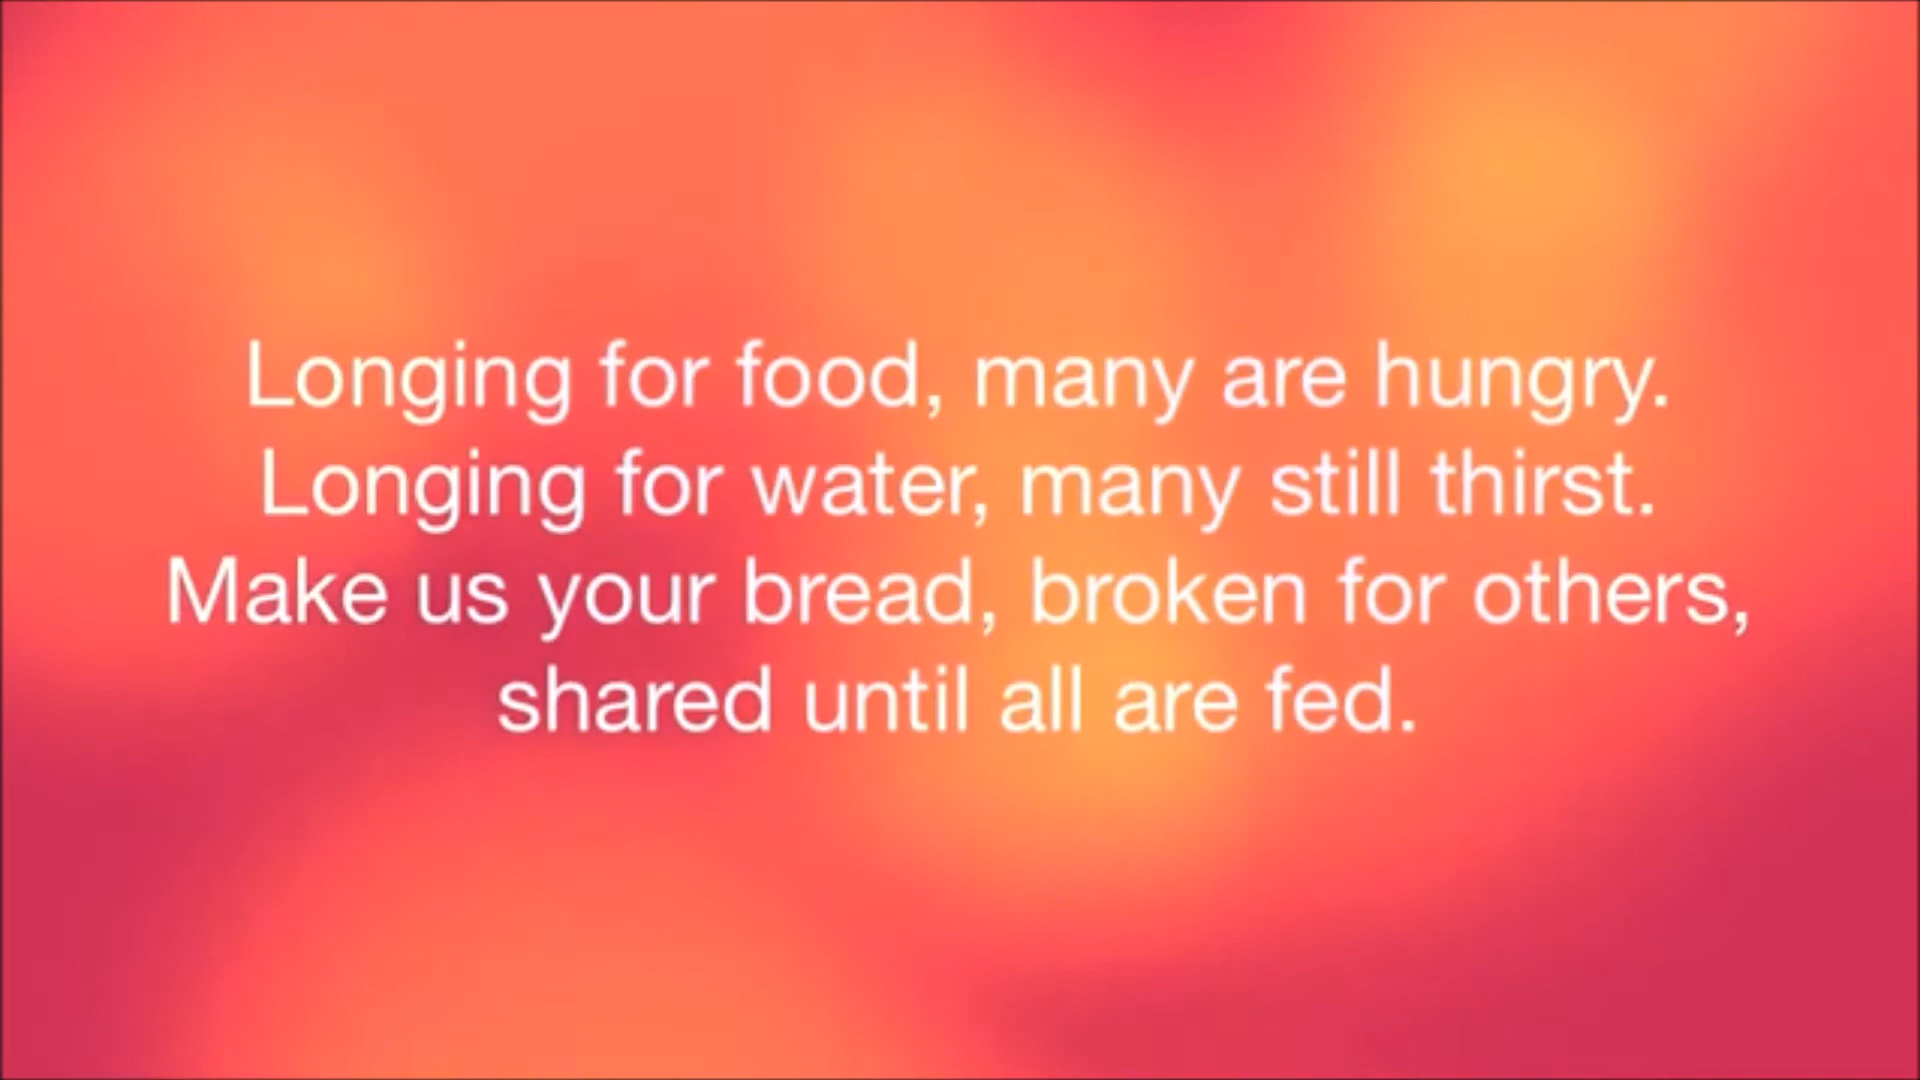 Longing for food, many are hungry.
Longing for water, many still thirst.
Make us your bread, broken for others,
shared until all are fed.